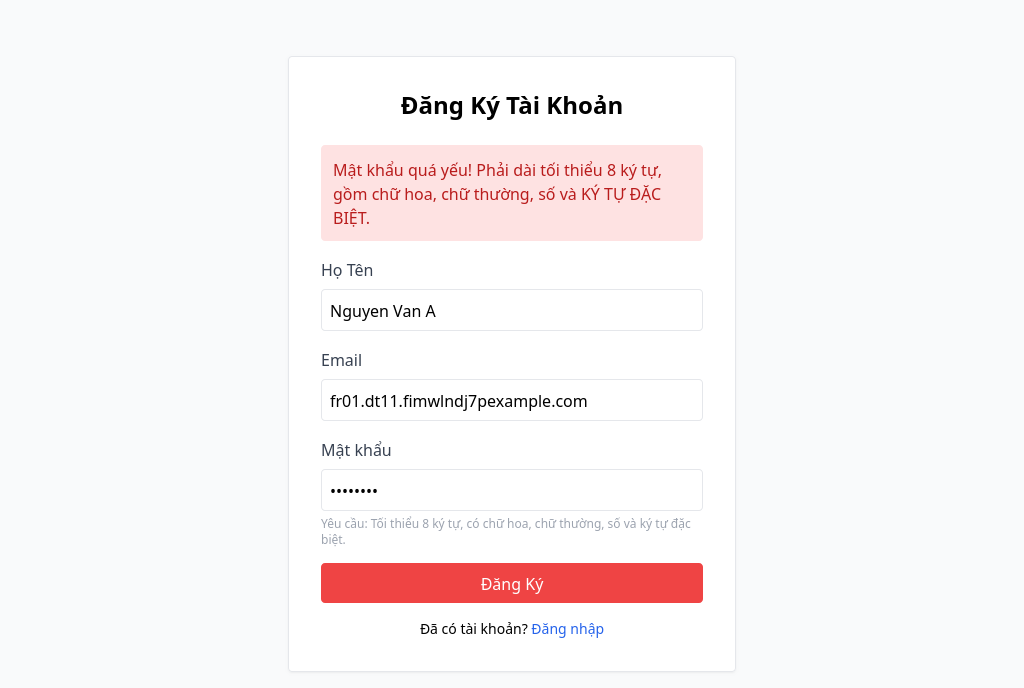 Đăng Ký Tài Khoản
Mật khẩu quá yếu! Phải dài tối thiểu 8 ký tự,
gồm chữ hoa, chữ thường, số và KÝ TỰ ĐẶC
BIỆT.
Họ Tên
Nguyen Van A
Email
fr01.dt11.fimwlndj7pexample.com
Mật khẩu
••••••••
Yêu cầu: Tối thiểu 8 ký tự, có chữ hoa, chữ thường, số và ký tự đặc
biệt.
Đăng Ký
Đã có tài khoản? Đăng nhập